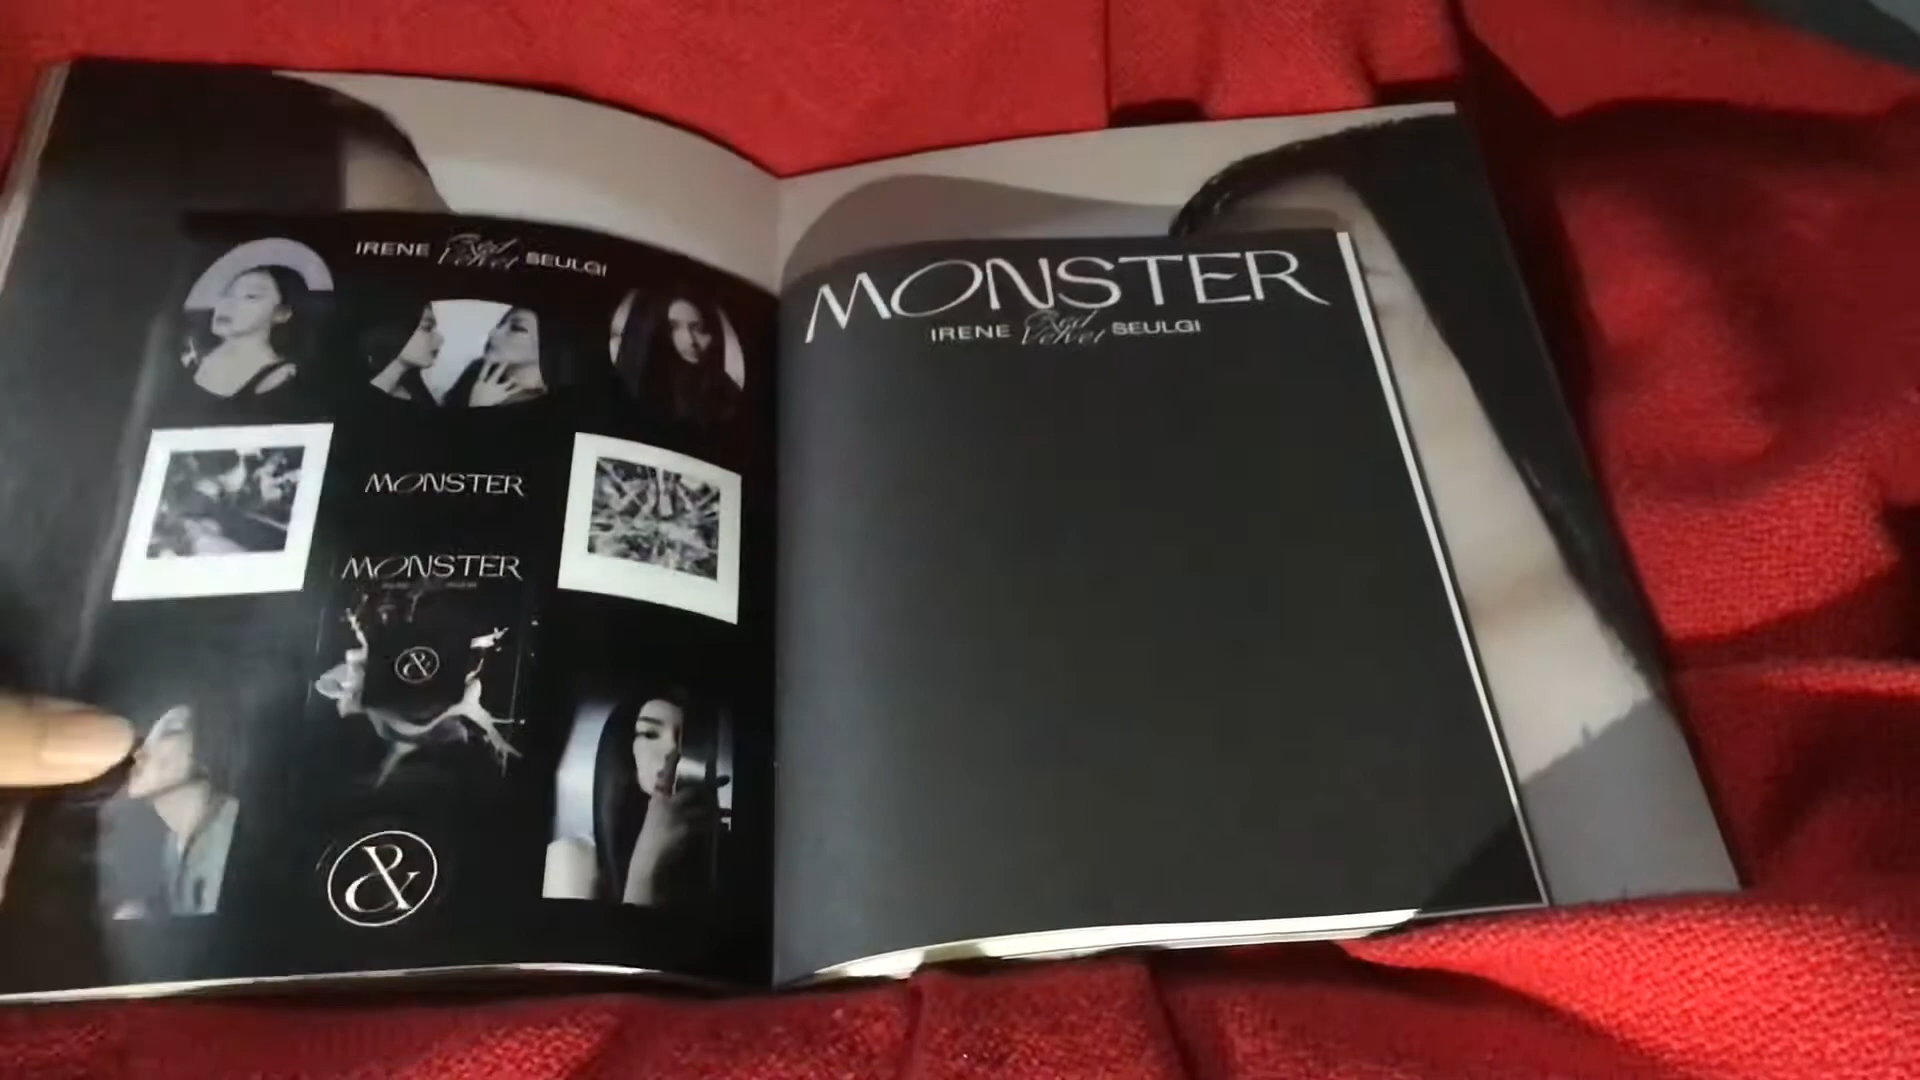 IRENE Red Velvet SEULGI
MONSTER
MONSTER
&
&
MONSTER
IRENE Red Velvet SEULGI